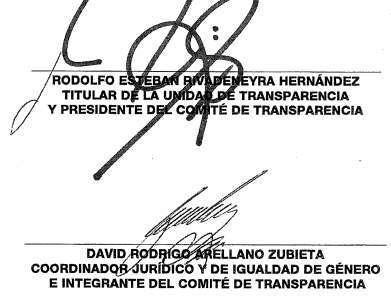 RODOLFO ESTEBAN RIVADENEYRA HERNÁNDEZ
TITULAR DE LA UNIDAD DE TRANSPARENCIA
Y PRESIDENTE DEL COMITÉ DE TRANSPARENCIA
DAVID RODRIGO ARELLANO ZUBIETA
COORDINADOR JURÍDICO Y DE IGUALDAD DE GÉNERO
E INTEGRANTE DEL COMITÉ DE TRANSPARENCIA